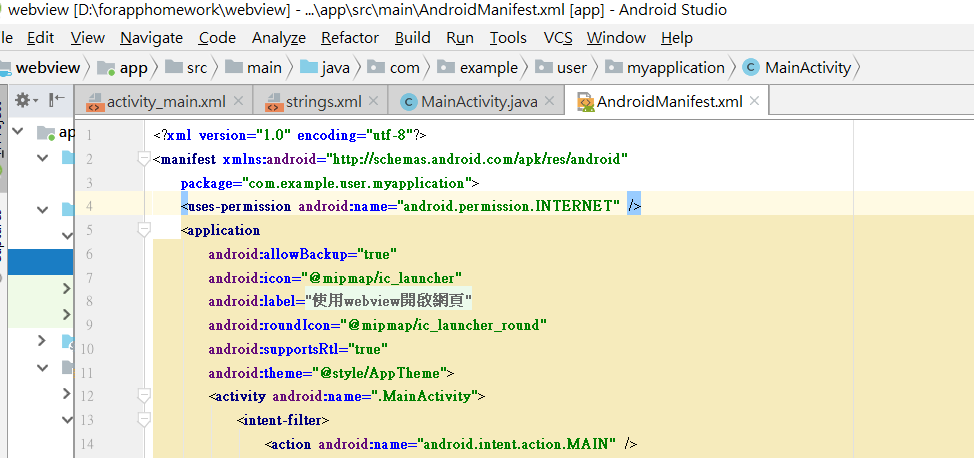 webview [D:\forapphomework\webview] - ...\app\src\main\AndroidManifest.xml [app] - Android Studio
le Edit View Navigate Code Analyze Refactor Build Run Tools VCS Window Help
webview app src main java com example user myapplication MainActivity
activity_main.xml strings.xml MainActivity.java AndroidManifest.xml
ap
1 <?xml version="1.0" encoding="utf-8"?>
2 <manifest xmlns:android="http://schemas.android.com/apk/res/android"
3 package="com.example.user.myapplication">
4 <uses-permission android:name="android.permission.INTERNET" />
5 <application
6 android:allowBackup="true"
7 android:icon="@mipmap/ic_launcher"
8 android:label="使用webview開啟網頁"
9 android:roundIcon="@mipmap/ic_launcher_round"
10 android:supportsRtl="true"
11 android:theme="@style/AppTheme">
12 <activity android:name=".MainActivity">
13 <intent-filter>
14 <action android:name="android.intent.action.MAIN" />